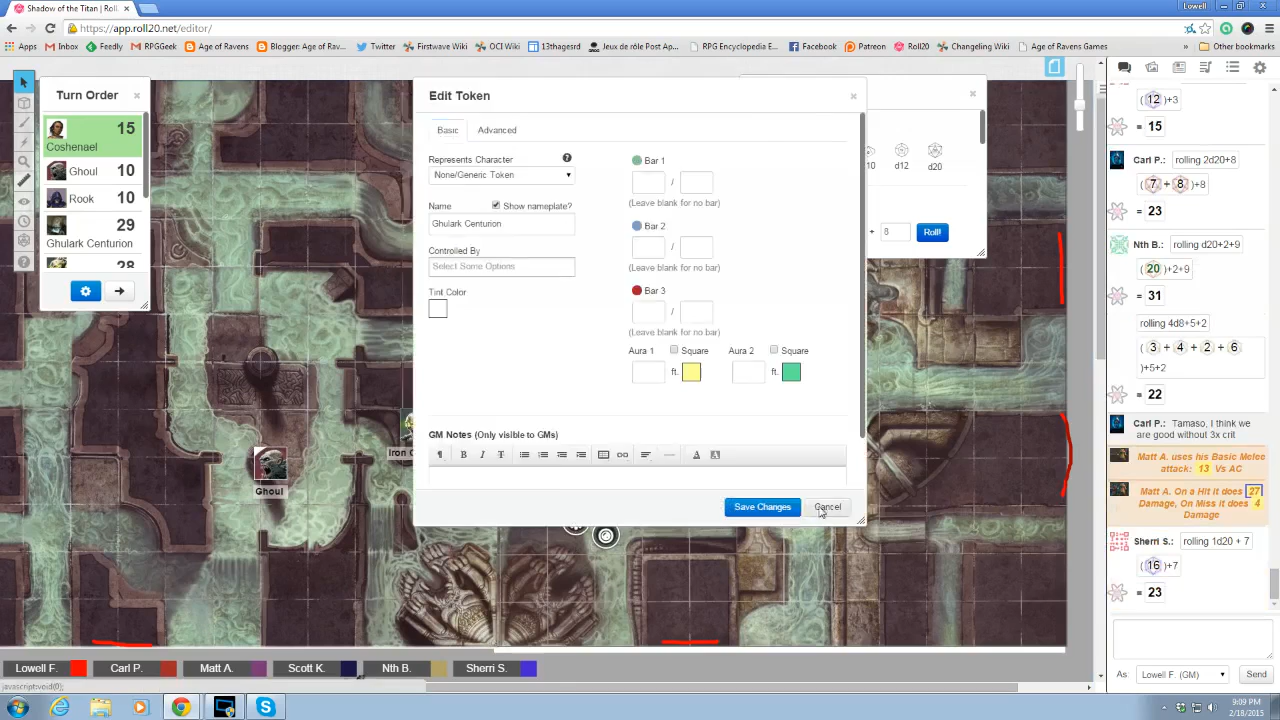 Shadow of the Titan | Roll
Lowell
https://app.roll20.net/editor/
Apps Inbox Feedly RPGGeek Age of Ravens Blogger: Age of Rav... Twitter Firstwave Wiki OCI Wiki 13thagesrd Jeux de rôle Post Ap... RPG Encyclopedia E... Facebook Patreon Roll20 Changeling Wiki Age of Ravens Games » Other bookmarks
Turn Order
15
Coshenael
Ghoul 10
Rook 10
29
Ghulark Centurion
28
Edit Token
Basic Advanced
Represents Character
None/Generic Token
Name Show nameplate?
Ghulark Centurion
Controlled By
Select Some Options
Tint Color
Bar 1
/
(Leave blank for no bar)
Bar 2
/
(Leave blank for no bar)
Bar 3
/
(Leave blank for no bar)
Aura 1 Square Aura 2 Square
ft. ft.
GM Notes (Only visible to GMs)
Save Changes Cancel
10 d12 d20
+ 8 Roll!
Ghoul
Iron
(12)+3
= 15
Carl P.: rolling 2d20+8
(7 + 8)+8
= 23
Nth B.: rolling d20+2+9
(20)+2+9
= 31
rolling 4d8+5+2
(3 + 4 + 2 + 6
)+5+2
= 22
Carl P.: Tamaso, I think we
are good without 3x crit
Matt A. uses his Basic Melee
attack: 13 Vs AC
Matt A. On a Hit it does 27
Damage, On Miss it does 4
Damage
Sherri S.: rolling 1d20 + 7
(16)+7
= 23
As: Lowell F. (GM) Send
Lowell F. Carl P. Matt A. Scott K. Nth B. Sherri S.
javascript:void(0);
9:09 PM
2/18/2015